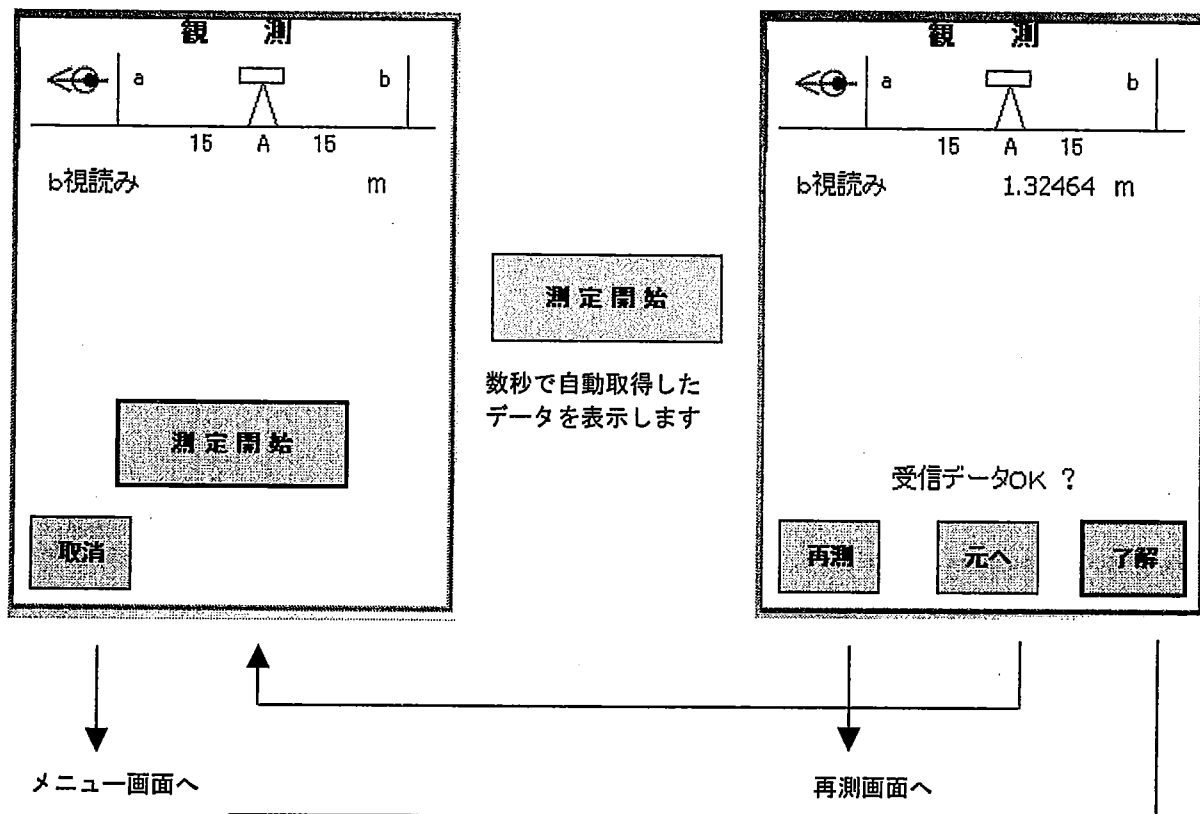 観 測
a b
15 A 15
b視読み m
測定開始
取消
測定開始
数秒で自動取得した
データを表示します
観 測
a b
15 A 15
b視読み 1.32464 m
受信データOK ?
再測 元へ 了解
メニュー画面へ
再測画面へ